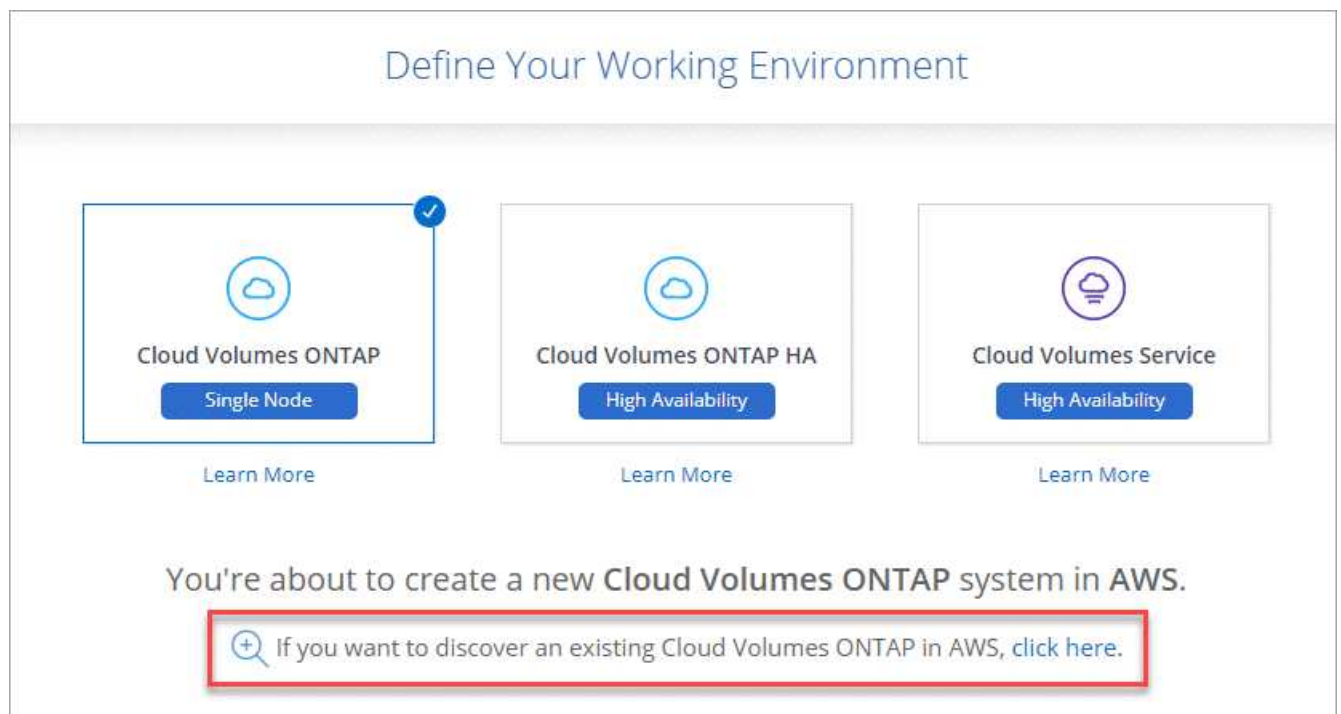 Define Your Working Environment
Cloud Volumes ONTAP
Single Node
Learn More
Cloud Volumes ONTAP HA
High Availability
Learn More
Cloud Volumes Service
High Availability
Learn More
You're about to create a new Cloud Volumes ONTAP system in AWS.
If you want to discover an existing Cloud Volumes ONTAP in AWS, click here.